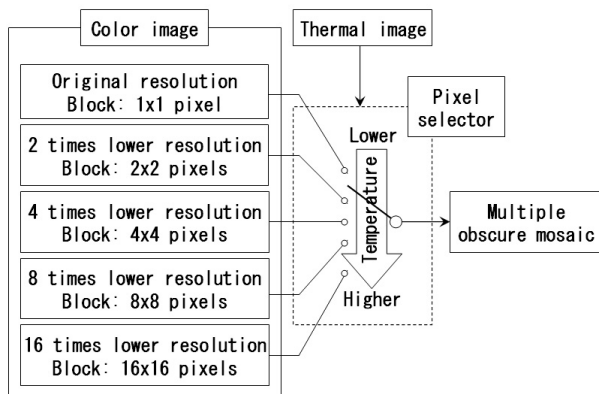 Color image
Thermal image
Original resolution
Block: 1x1 pixel
2 times lower resolution
Block: 2x2 pixels
4 times lower resolution
Block: 4x4 pixels
8 times lower resolution
Block: 8x8 pixels
16 times lower resolution
Block: 16x16 pixels
Pixel
selector
Lower
Temperature
Higher
Multiple
obscure mosaic